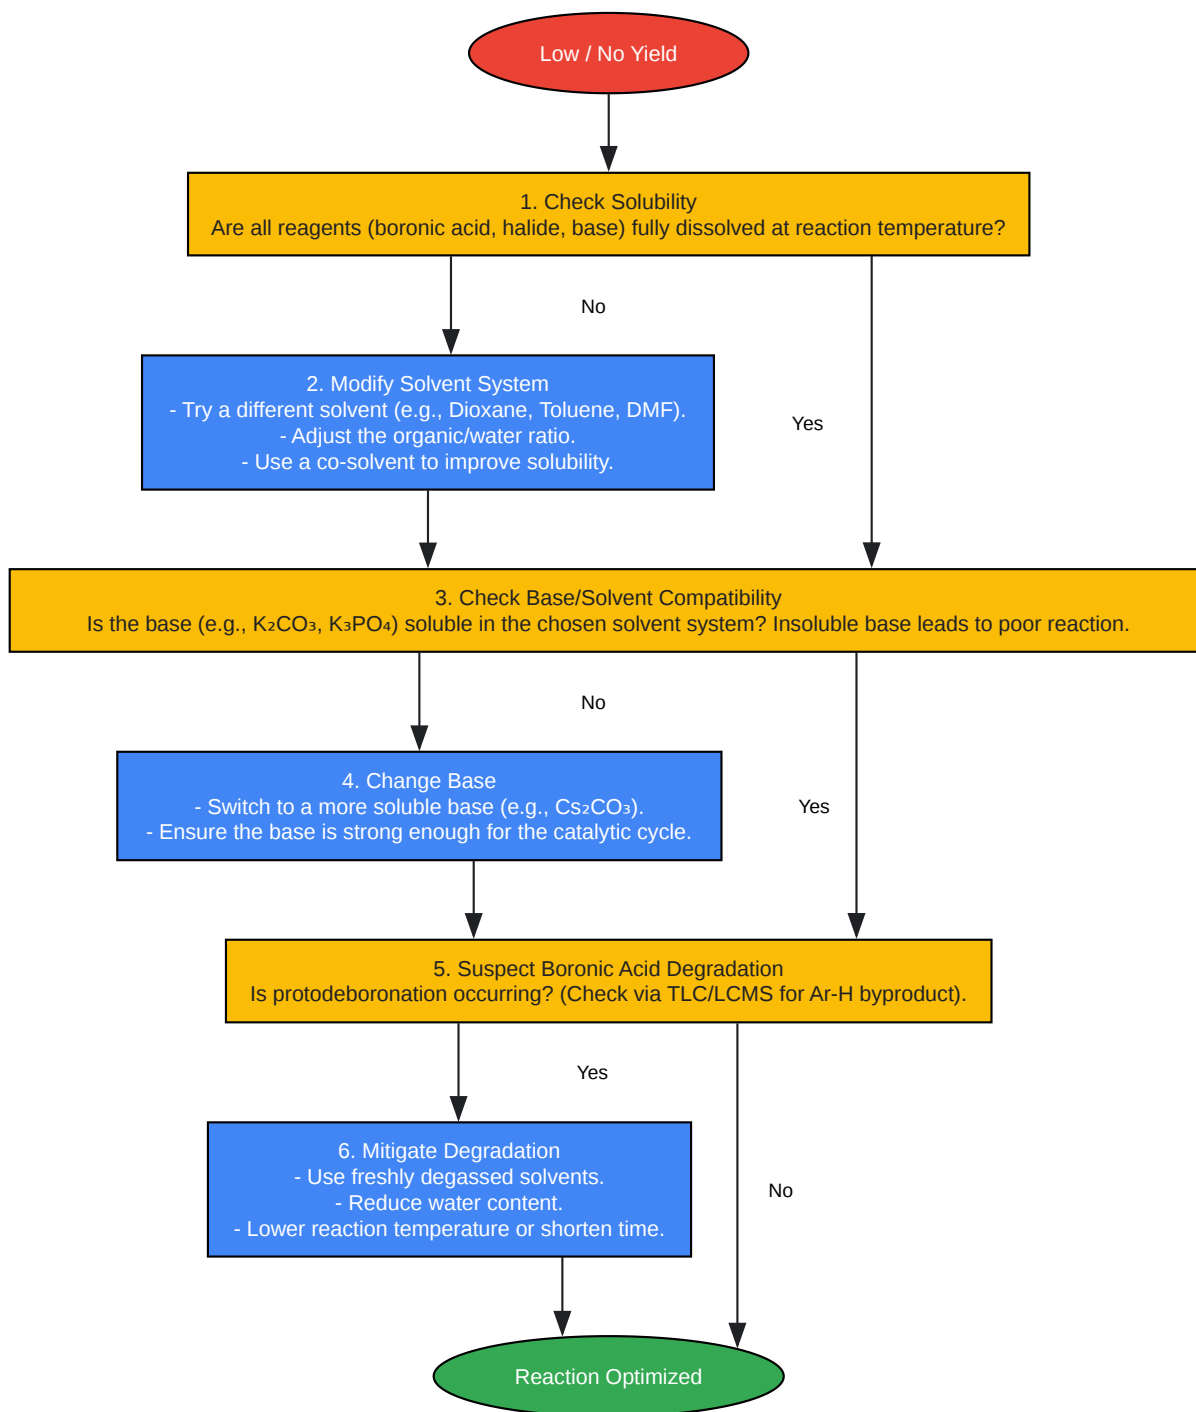 Low / No Yield
1. Check Solubility
Are all reagents (boronic acid, halide, base) fully dissolved at reaction temperature?
No
2. Modify Solvent System
- Try a different solvent (e.g., Dioxane, Toluene, DMF).
- Adjust the organic/water ratio.
- Use a co-solvent to improve solubility.
Yes
3. Check Base/Solvent Compatibility
Is the base (e.g., K₂CO₃, K₃PO₄) soluble in the chosen solvent system? Insoluble base leads to poor reaction.
No
4. Change Base
- Switch to a more soluble base (e.g., Cs₂CO₃).
- Ensure the base is strong enough for the catalytic cycle.
Yes
5. Suspect Boronic Acid Degradation
Is protodeboronation occurring? (Check via TLC/LCMS for Ar-H byproduct).
Yes
6. Mitigate Degradation
- Use freshly degassed solvents.
- Reduce water content.
- Lower reaction temperature or shorten time.
No
Reaction Optimized